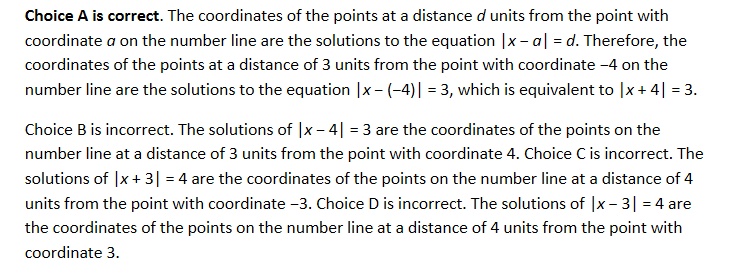 Choice A is correct. The coordinates of the points at a distance d units from the point with
coordinate a on the number line are the solutions to the equation |x – a| = d. Therefore, the
coordinates of the points at a distance of 3 units from the point with coordinate –4 on the
number line are the solutions to the equation |x – (–4)| = 3, which is equivalent to |x + 4| = 3.
Choice B is incorrect. The solutions of |x – 4| = 3 are the coordinates of the points on the
number line at a distance of 3 units from the point with coordinate 4. Choice C is incorrect. The
solutions of |x + 3| = 4 are the coordinates of the points on the number line at a distance of 4
units from the point with coordinate –3. Choice D is incorrect. The solutions of |x – 3| = 4 are
the coordinates of the points on the number line at a distance of 4 units from the point with
coordinate 3.